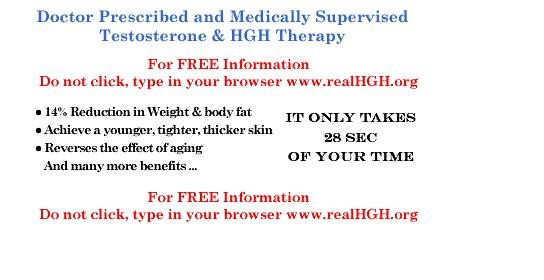 Doctor Prescribed and Medically Supervised
Testosterone & HGH Therapy
For FREE Information
Do not click, type in your browser www.realHGH.org
● 14% Reduction in Weight & body fat
● Achieve a younger, tighter, thicker skin
● Reverses the effect of aging
And many more benefits ...
IT ONLY TAKES
28 SEC
OF YOUR TIME
For FREE Information
Do not click, type in your browser www.realHGH.org